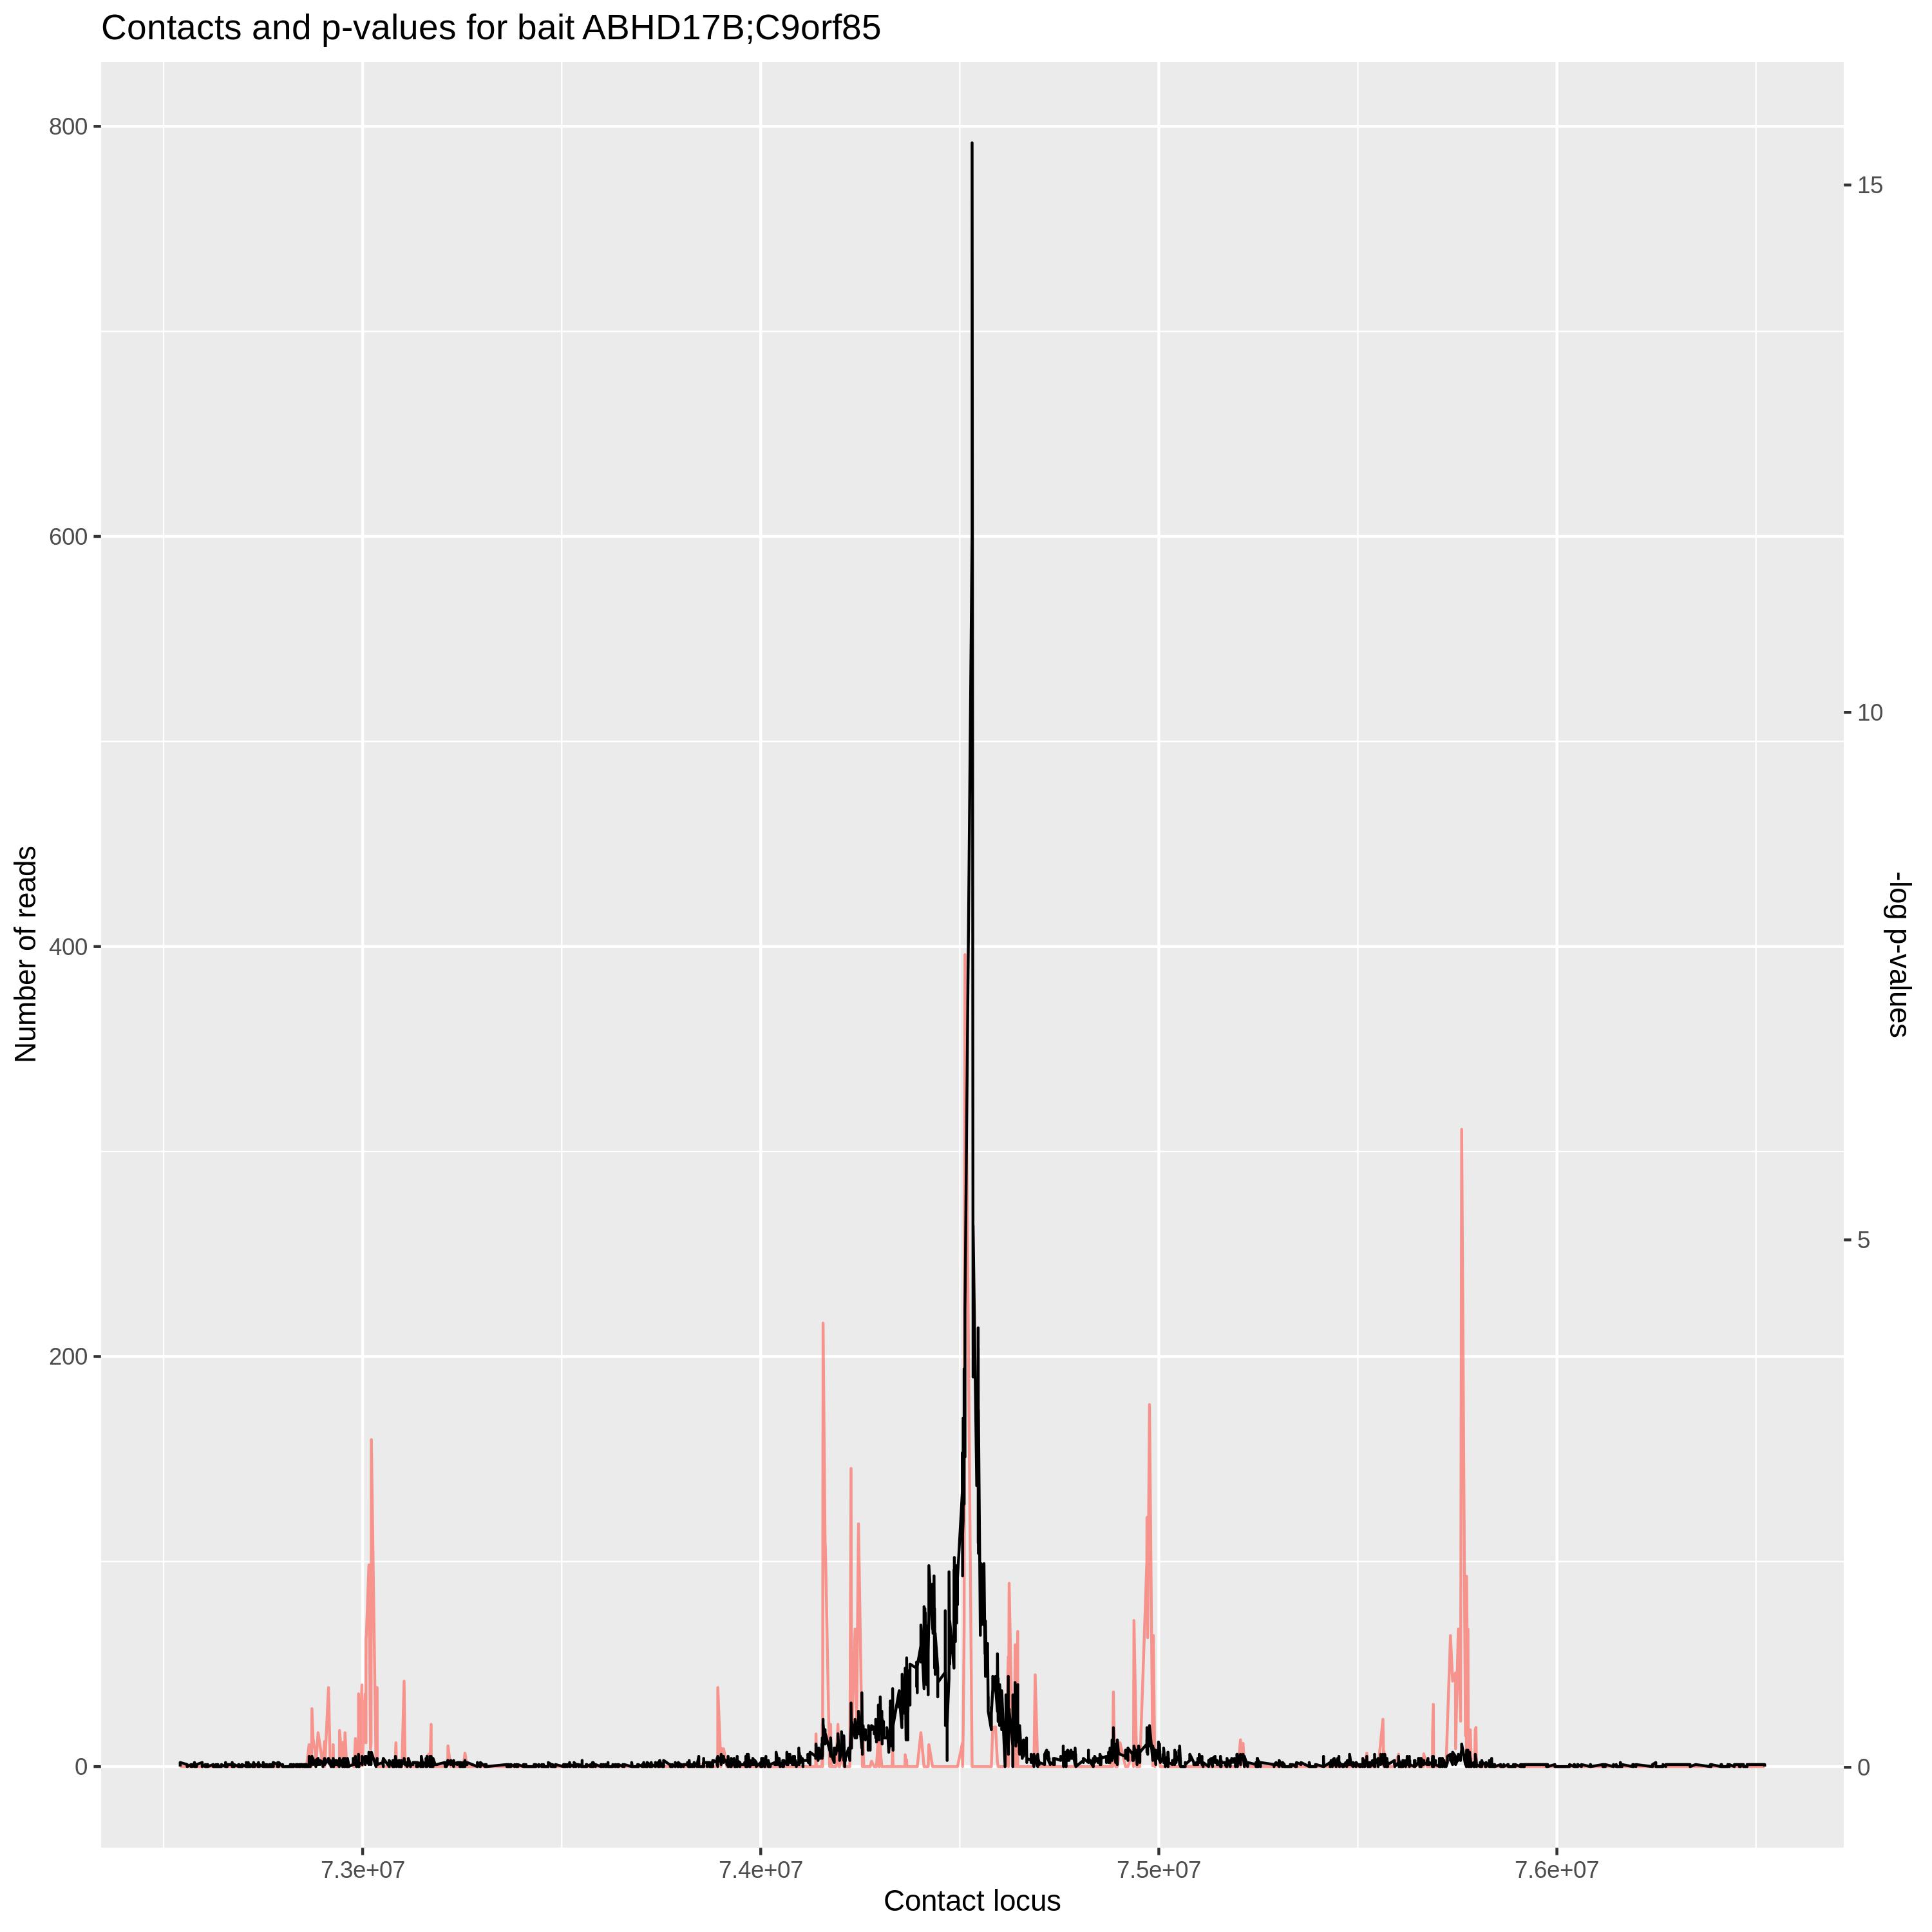 Contacts and p-values for bait ABHD17B;C9orf85
800
600
400
200
0
Number of reads
15
10
5
0
-log p-values
7.3e+07
7.4e+07
7.5e+07
7.6e+07
Contact locus